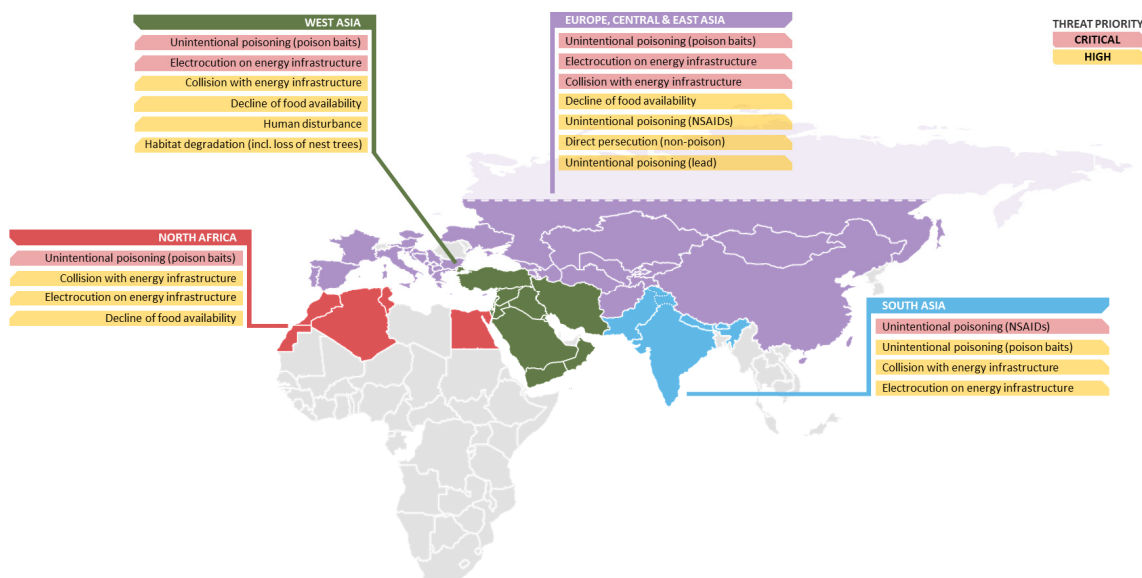 WEST ASIA
Unintentional poisoning (poison baits)
Electrocution on energy infrastructure
Collision with energy infrastructure
Decline of food availability
Human disturbance
Habitat degradation (incl. loss of nest trees)
EUROPE, CENTRAL & EAST ASIA
Unintentional poisoning (poison baits)
Electrocution on energy infrastructure
Collision with energy infrastructure
Decline of food availability
Unintentional poisoning (NSAIDs)
Direct persecution (non-poison)
Unintentional poisoning (lead)
THREAT PRIORITY
CRITICAL
HIGH
NORTH AFRICA
Unintentional poisoning (poison baits)
Collision with energy infrastructure
Electrocution on energy infrastructure
Decline of food availability
SOUTH ASIA
Unintentional poisoning (NSAIDs)
Unintentional poisoning (poison baits)
Collision with energy infrastructure
Electrocution on energy infrastructure